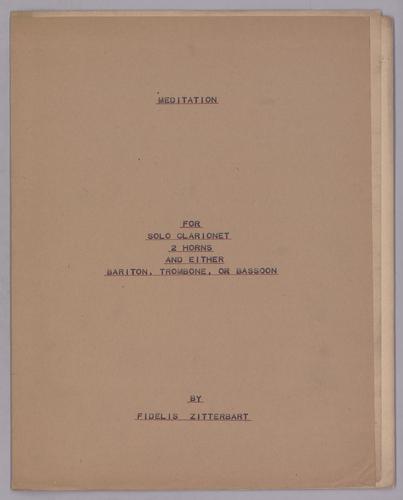 MEDITATION
FOR
SOLO CLARIONET
2 HORNS
AND EITHER
BARITON, TROMBONE, OR BASSOON
BY
FIDELIS ZITTERBART